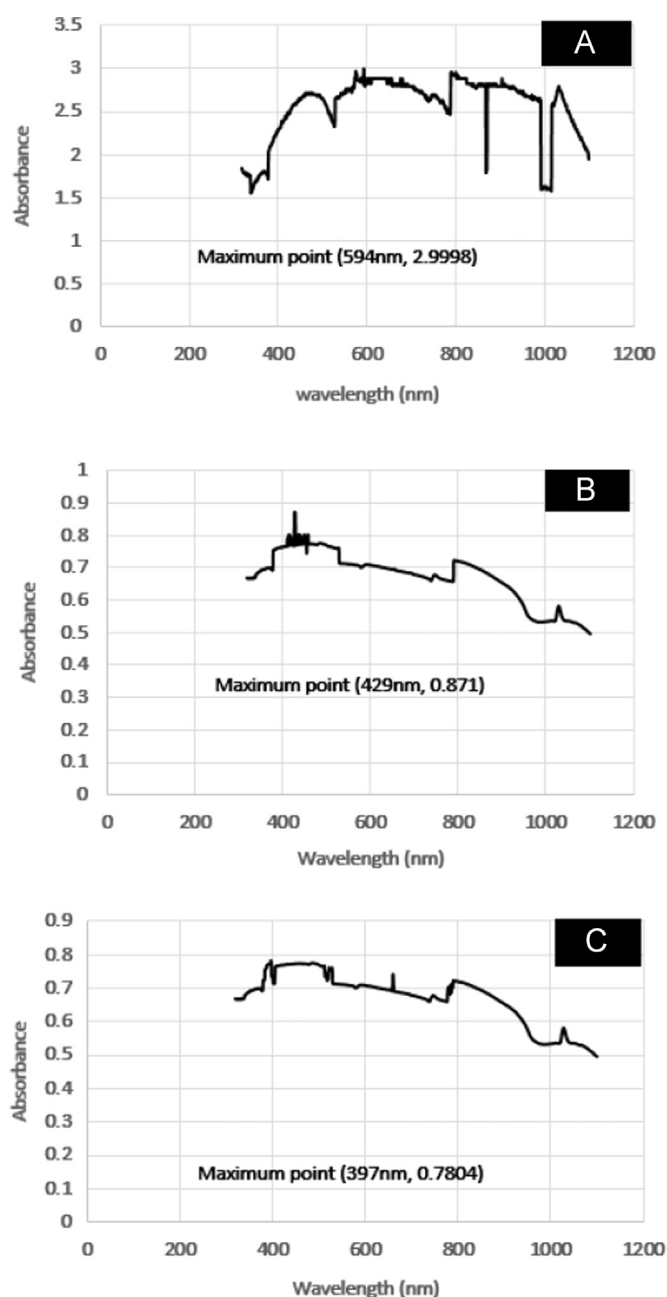 A
3.5
3
2.5
2
1.5
1
0.5
0
Absorbance
Maximum point (594nm, 2.9998)
0 200 400 600 800 1000 1200
wavelength (nm)
B
1
0.9
0.8
0.7
0.6
0.5
0.4
0.3
0.2
0.1
0
Absorbance
Maximum point (429nm, 0.871)
0 200 400 600 800 1000 1200
Wavelength (nm)
C
0.9
0.8
0.7
0.6
0.5
0.4
0.3
0.2
0.1
0
Absorbance
Maximum point (397nm, 0.7804)
0 200 400 600 800 1000 1200
Wavelength (nm)